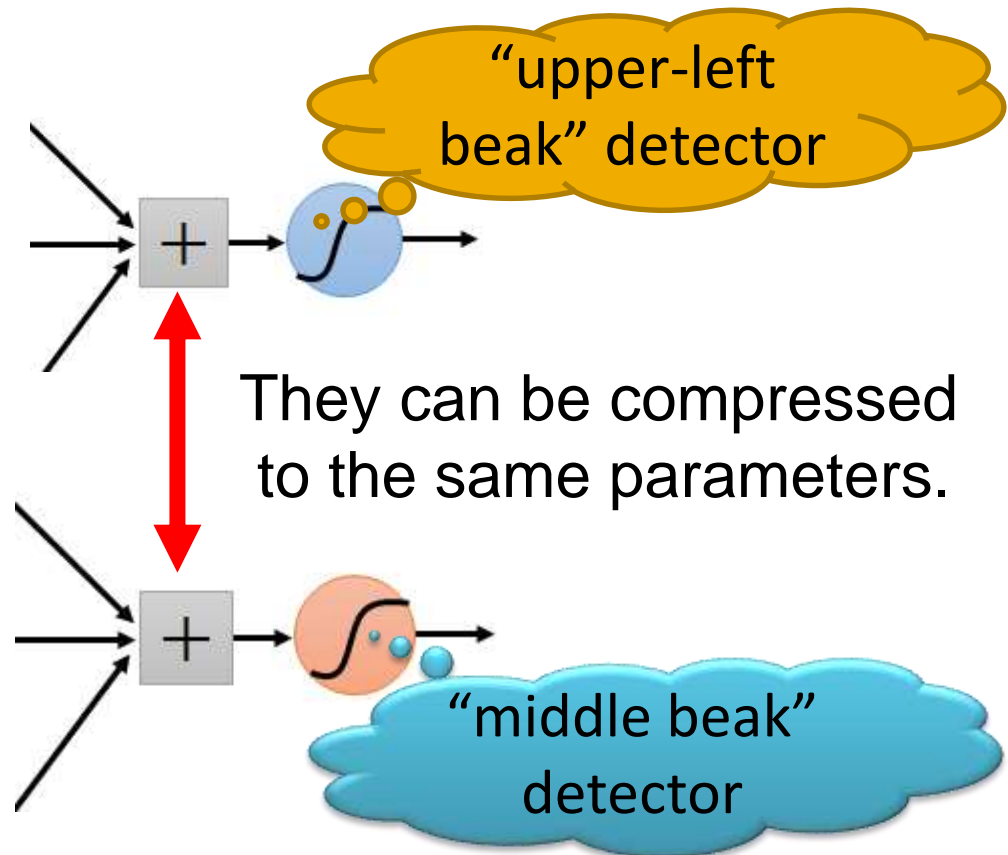 “upper-left
beak” detector
+
They can be compressed
to the same parameters.
+
“middle beak”
detector